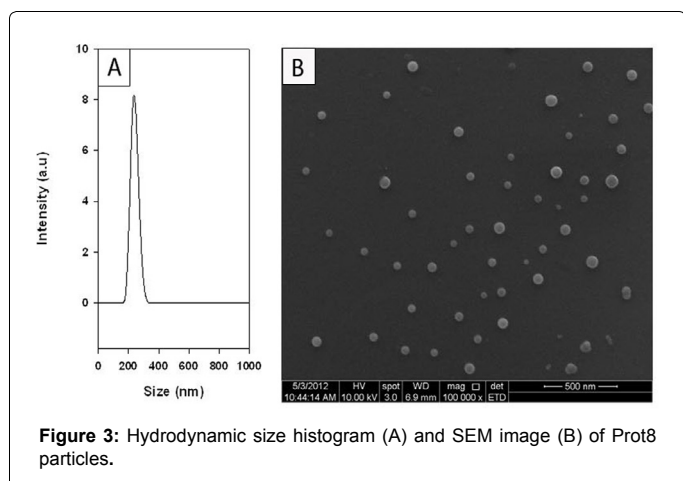 A
10
8
6
4
2
0
Intensity (a.u)
0 200 400 600 800 1000
Size (nm)
B
5/3/2012 HV spot WD mag □ det 500 nm
10:44:14 AM 10.00 kV 3.0 6.9 mm 100 000 x ETD
Figure 3: Hydrodynamic size histogram (A) and SEM image (B) of Prot8
particles.